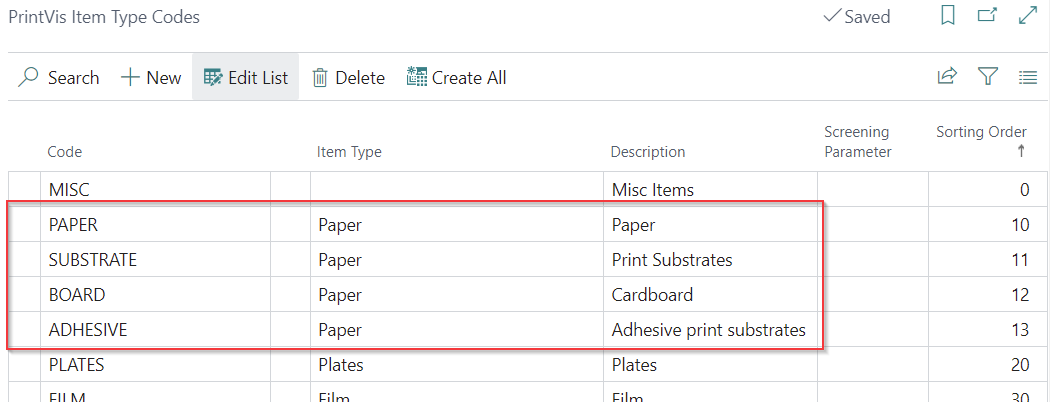 PrintVis Item Type Codes
Saved
Search New Edit List Delete Create All
Code Item Type Description Screening Parameter Sorting Order
MISC Misc Items 0
PAPER Paper Paper 10
SUBSTRATE Paper Print Substrates 11
BOARD Paper Cardboard 12
ADHESIVE Paper Adhesive print substrates 13
PLATES Plates Plates 20
FILM Film Film 30